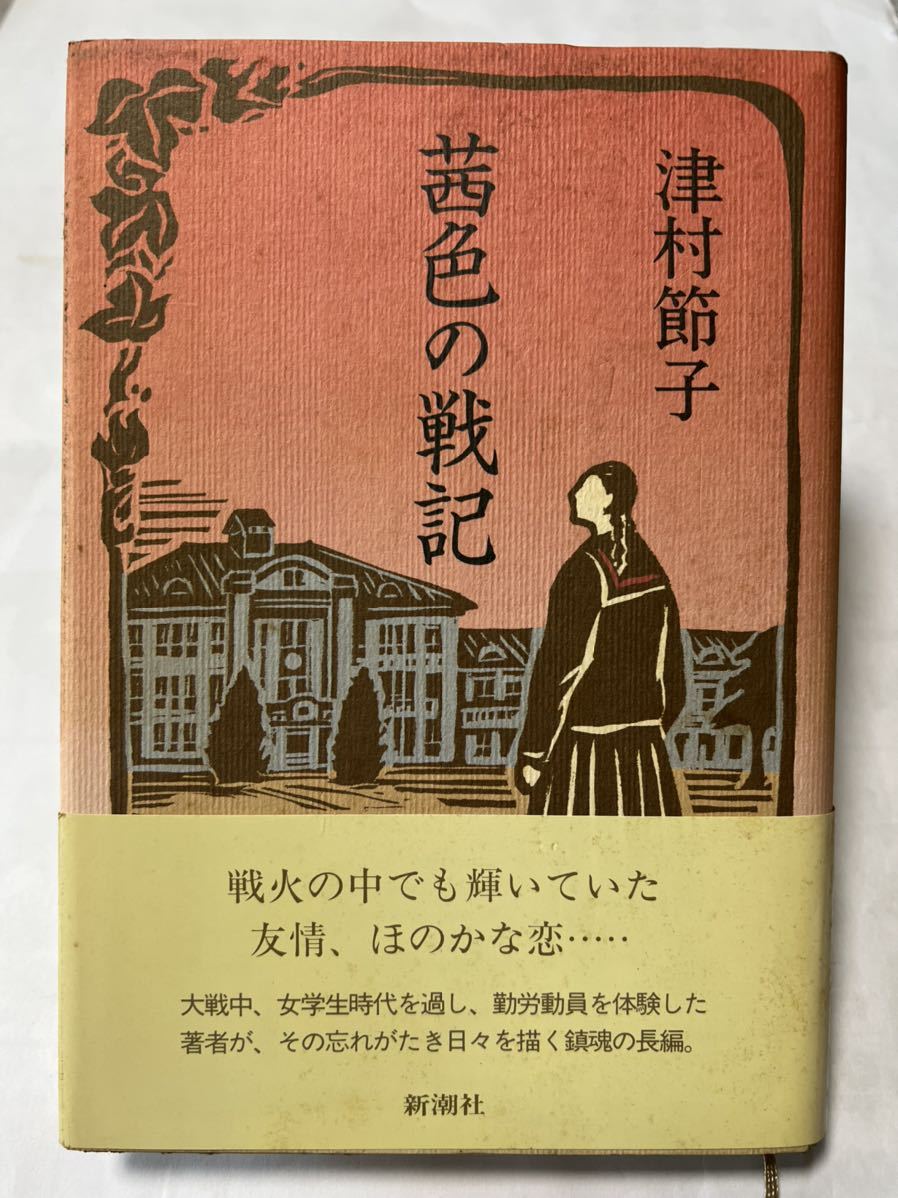 津村節子
茜色の戦記
戦火の中でも輝いていた
友情、ほのかな恋……
大戦中、女学生時代を過し、勤労動員を体験した
著者が、その忘れがたき日々を描く鎮魂の長編。
新潮社